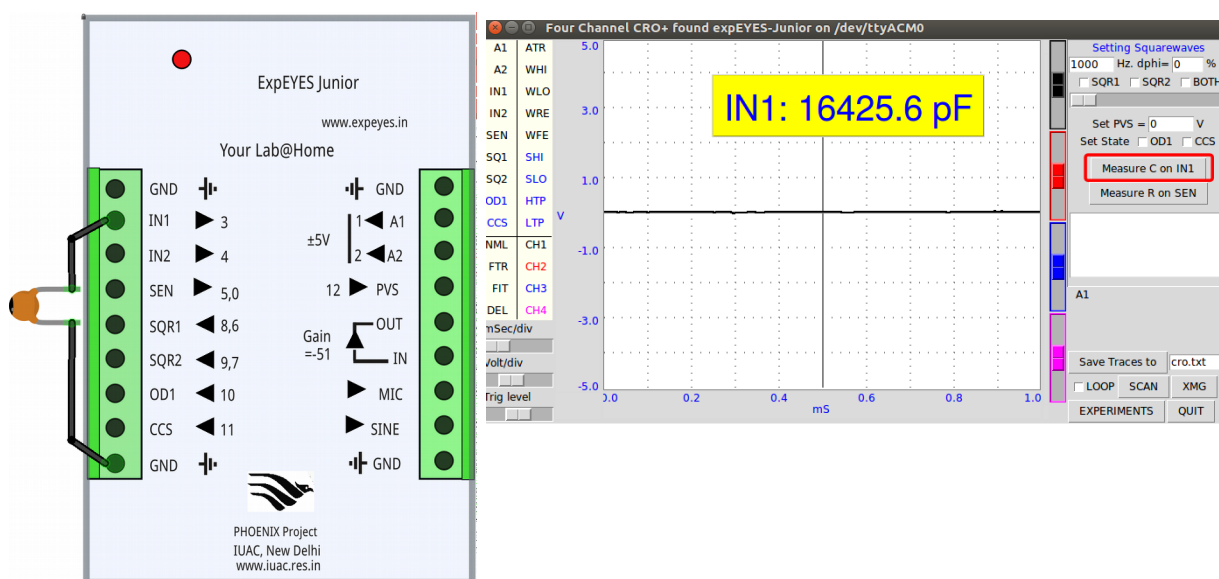 ExpEYES Junior
www.expeyes.in
Your Lab@Home
GND
IN1 3
IN2 4
SEN 5,0
SQR1 8,6
SQR2 9,7
OD1 10
CCS 11
GND
GND
±5V
1 A1
2 A2
12 PVS
Gain
=-51
OUT
IN
MIC
SINE
GND
PHOENIX Project
IUAC, New Delhi
www.iuac.res.in
Four Channel CRO+ found expEYES-Junior on /dev/ttyACM0
A1 ATR
A2 WHI
IN1 WLO
IN2 WRE
SEN WFE
SQ1 SHI
SQ2 SLO
OD1 HTP
CCS LTP
NML CH1
FTR CH2
FIT CH3
DEL CH4
mSec/div
Volt/div
Trig level
5.0
3.0
1.0
V
-1.0
-3.0
-5.0
0.0 0.2 0.4 0.6 0.8 1.0
mS
IN1: 16425.6 pF
Setting Squarewaves
1000 Hz. dphi= 0 %
SQR1 SQR2 BOTH
Set PVS = 0 V
Set State OD1 CCS
Measure C on IN1
Measure R on SEN
A1
Save Traces to cro.txt
LOOP SCAN XMG
EXPERIMENTS QUIT